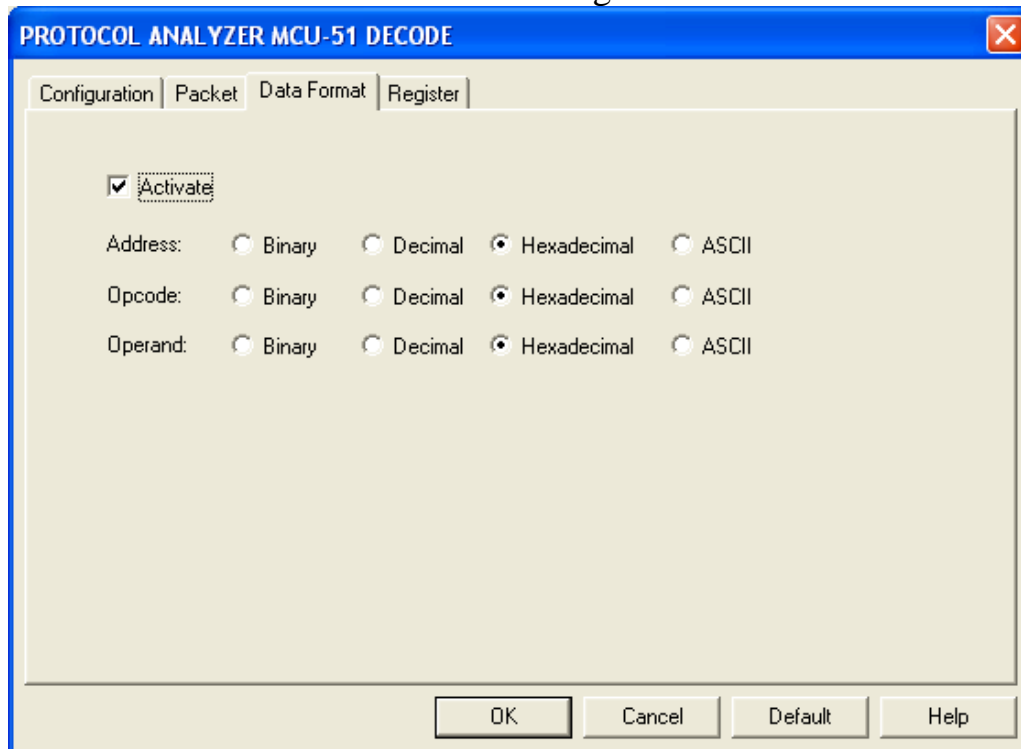 PROTOCOL ANALYZER MCU-51 DECODE
Configuration Packet Data Format Register
Activate
Address: Binary Decimal Hexadecimal ASCII
Opcode: Binary Decimal Hexadecimal ASCII
Operand: Binary Decimal Hexadecimal ASCII
OK Cancel Default Help